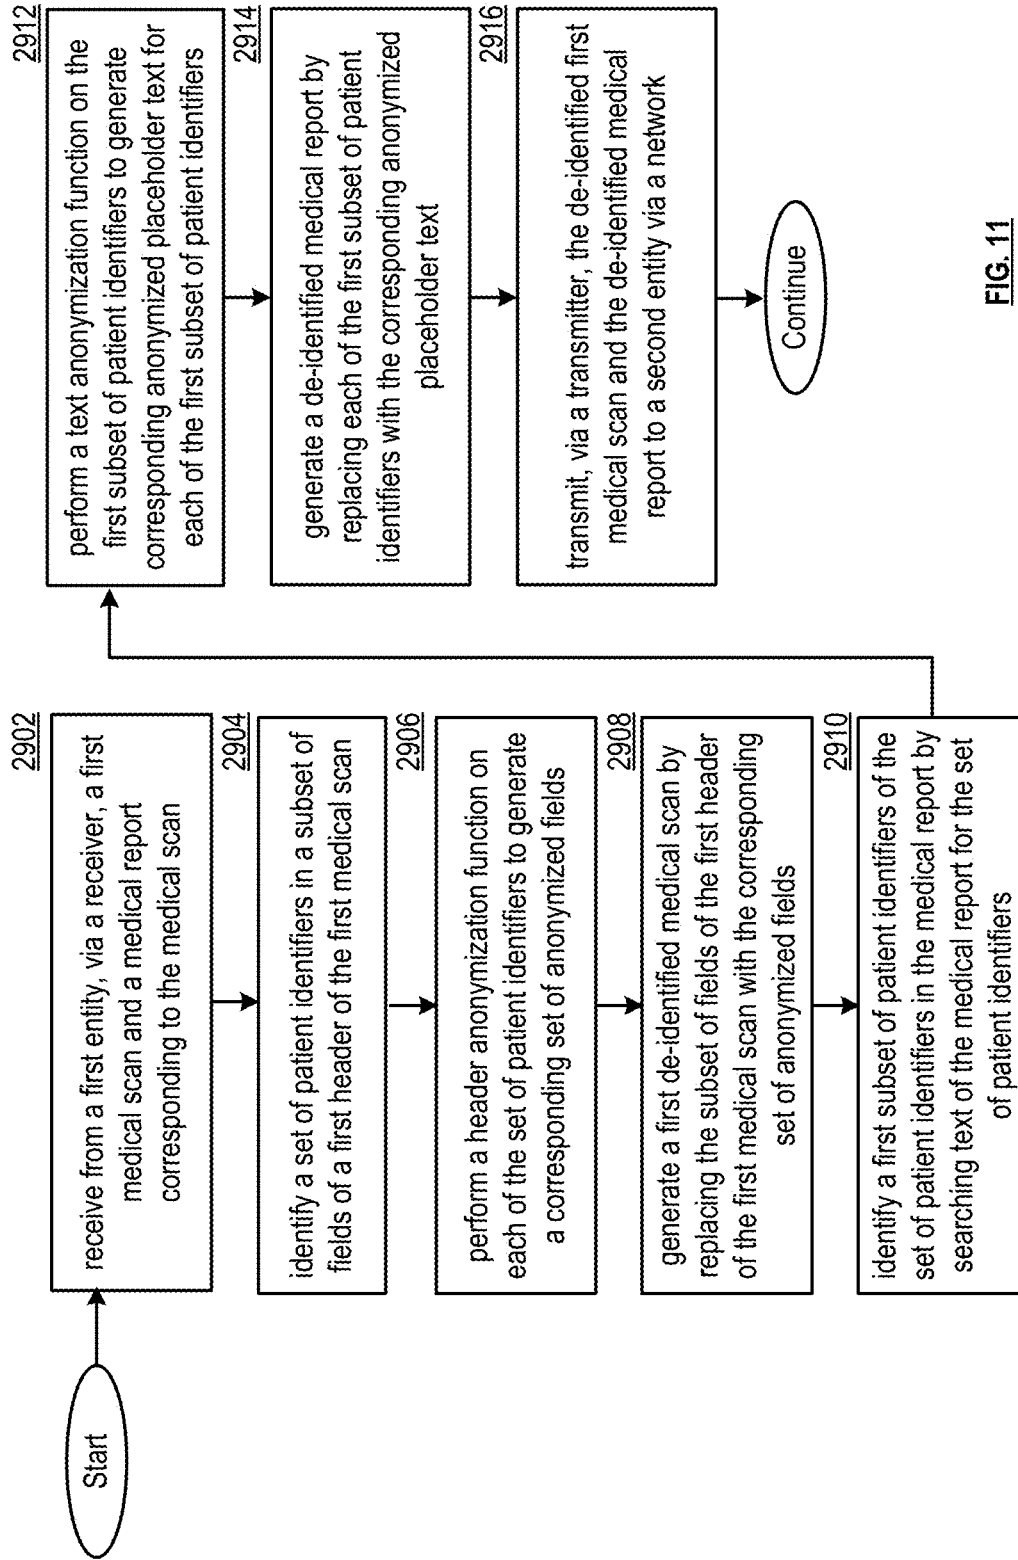 Start
2902
receive from a first entity, via a receiver, a first
medical scan and a medical report
corresponding to the medical scan
2904
identify a set of patient identifiers in a subset of
fields of a first header of the first medical scan
2906
perform a header anonymization function on
each of the set of patient identifiers to generate
a corresponding set of anonymized fields
2908
generate a first de-identified medical scan by
replacing the subset of fields of the first header
of the first medical scan with the corresponding
set of anonymized fields
2910
identify a first subset of patient identifiers of the
set of patient identifiers in the medical report by
searching text of the medical report for the set
of patient identifiers
2912
perform a text anonymization function on the
first subset of patient identifiers to generate
corresponding anonymized placeholder text for
each of the first subset of patient identifiers
2914
generate a de-identified medical report by
replacing each of the first subset of patient
identifiers with the corresponding anonymized
placeholder text
2916
transmit, via a transmitter, the de-identified first
medical scan and the de-identified medical
report to a second entity via a network
Continue
FIG. 11